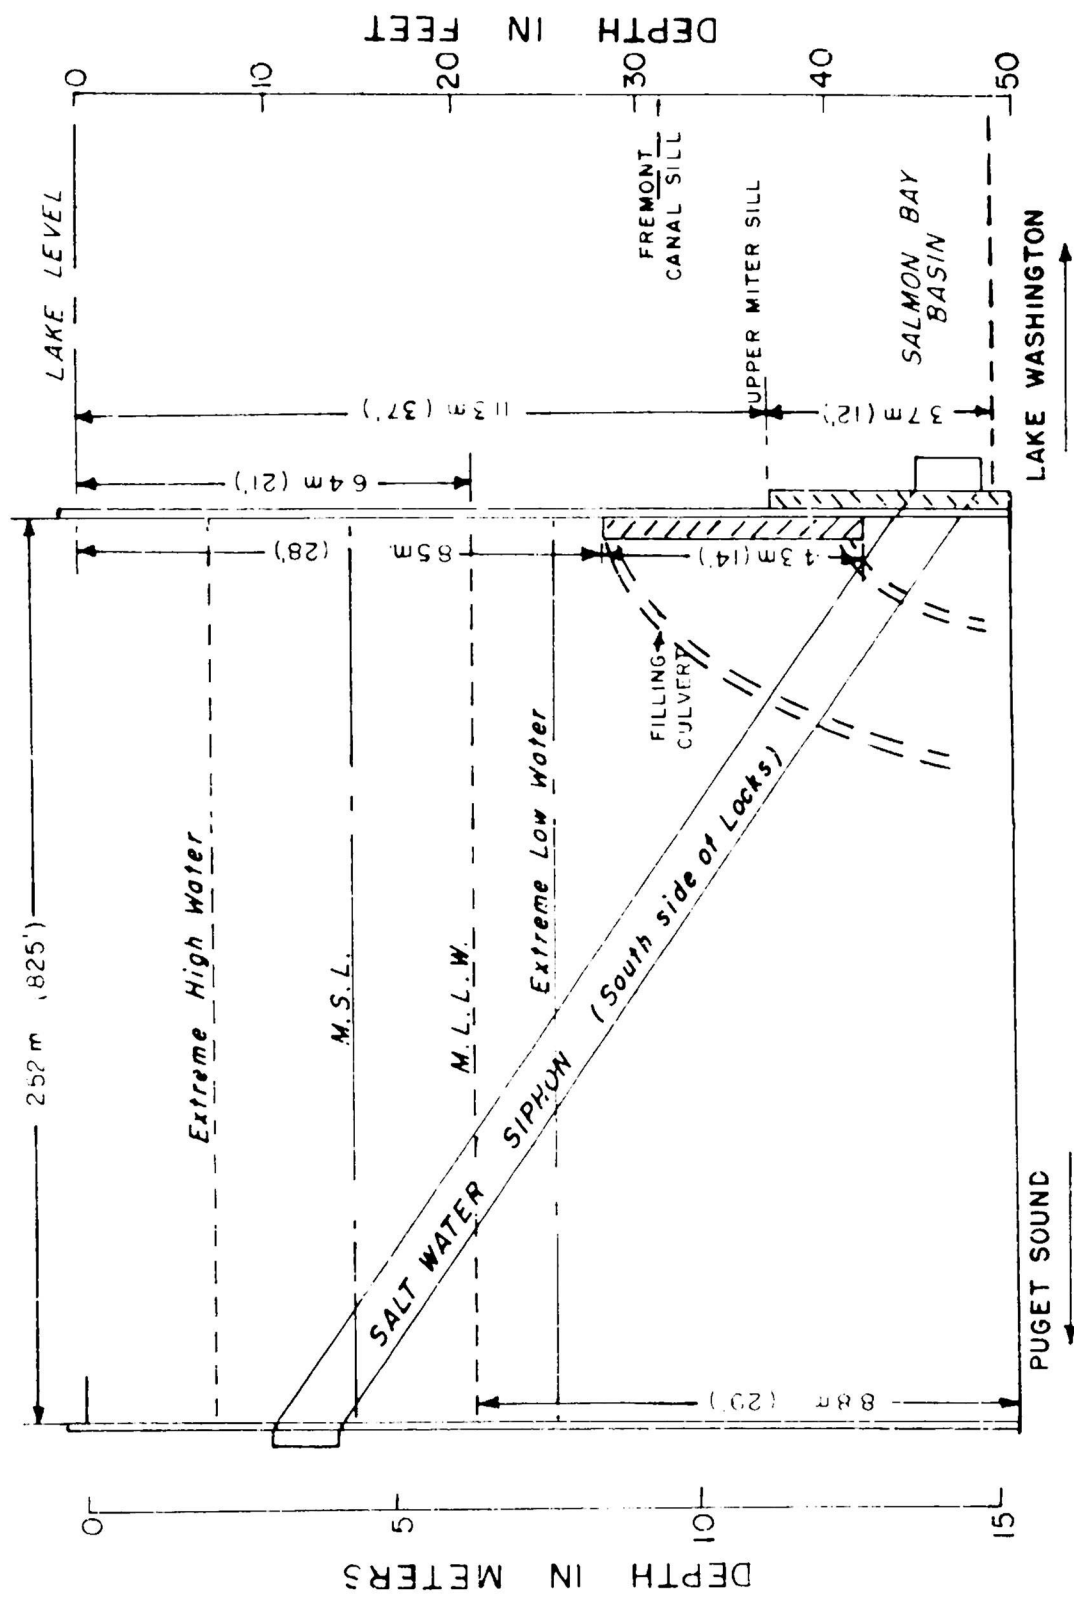 DEPTH IN FEET
0
10
20
30
40
50
LAKE LEVEL
FREMONT
CANAL SILL
UPPER MITER SILL
SALMON BAY
BASIN
LAKE WASHINGTON
11.3m (37')
3.7m (12')
6.4m (21')
8.5m. (28')
4.3m (14')
FILLING
CULVERT
252m (825')
Extreme High Water
M.S.L.
M.L.L.W.
Extreme Low Water
SALT WATER SIPHON (South side of Locks)
8.8m (29')
PUGET SOUND
DEPTH IN METERS
0
5
10
15